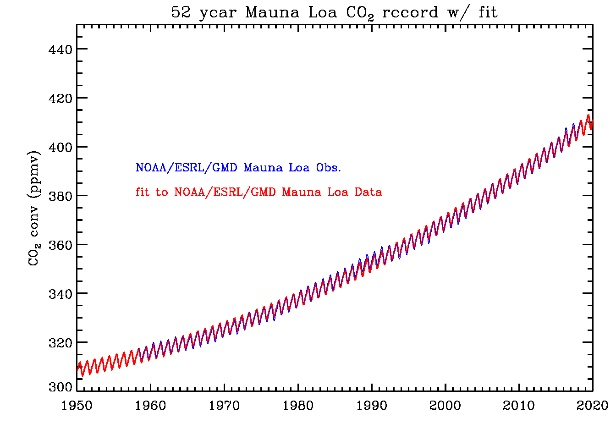 52 year Mauna Loa CO₂ record w/ fit
CO₂ conv (ppmv)
440
420
400
380
360
340
320
300
NOAA/ESRL/GMD Mauna Loa Obs.
fit to NOAA/ESRL/GMD Mauna Loa Data
1950 1960 1970 1980 1990 2000 2010 2020